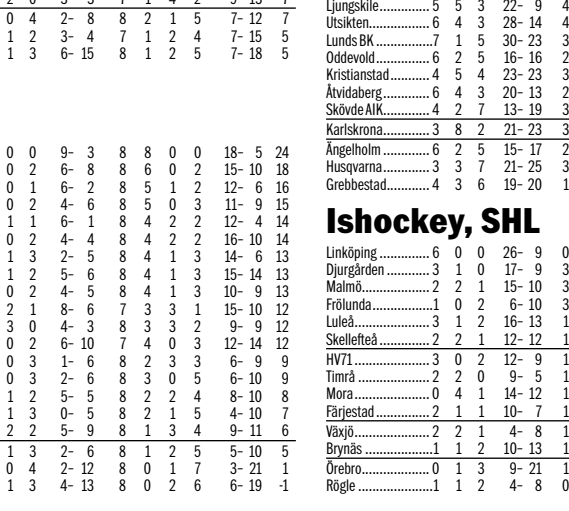 2 0 3 3 7 1 4 2 9- 13 7
0 4 2- 8 8 2 1 5 7- 12 7
1 2 3- 4 7 1 2 4 7- 15 5
1 3 6- 15 8 1 2 5 7- 18 5
0 0 9- 3 8 8 0 0 18- 5 24
0 2 6- 8 8 6 0 2 15- 10 18
0 1 6- 2 8 5 1 2 12- 6 16
0 2 4- 6 8 5 0 3 11- 9 15
1 1 6- 1 8 4 2 2 12- 4 14
0 2 4- 4 8 4 2 2 16- 10 14
1 3 2- 5 8 4 1 3 14- 6 13
1 2 5- 6 8 4 1 3 15- 14 13
0 2 4- 5 8 4 1 3 10- 9 13
2 1 8- 6 7 3 3 1 15- 10 12
3 0 4- 3 8 3 3 2 9- 9 12
0 2 6- 10 7 4 0 3 12- 14 12
0 3 1- 6 8 2 3 3 6- 9 9
0 3 2- 6 8 3 0 5 6- 10 9
1 2 5- 5 8 2 2 4 8- 10 8
1 3 0- 5 8 2 1 5 4- 10 7
2 2 5- 9 8 1 3 4 9- 11 6
1 3 2- 6 8 1 2 5 5- 10 5
0 4 2- 12 8 0 1 7 3- 21 1
1 3 4- 13 8 0 2 6 6- 19 -1
Ljungskile.............. 5 5 3 22- 9 4
Utsikten................. 6 4 3 28- 14 4
Lunds BK ................7 1 5 30- 23 3
Oddevold............... 6 2 5 16- 16 2
Kristianstad........... 4 5 4 23- 23 3
Åtvidaberg............. 6 4 3 20- 13 2
Skövde AIK............. 4 2 7 13- 19 3
Karlskrona............. 3 8 2 21- 23 3
Ängelholm ............. 6 2 5 15- 17 2
Husqvarna............. 3 3 7 21- 25 3
Grebbestad............ 4 3 6 19- 20 1
Ishockey, SHL
Linköping .............. 6 0 0 26- 9 0
Djurgården ............ 3 1 0 17- 9 3
Malmö................... 2 2 1 15- 10 3
Frölunda.................1 0 2 6- 10 3
Luleå..................... 3 1 2 16- 13 1
Skellefteå .............. 2 2 1 12- 12 1
HV71 ..................... 3 0 2 12- 9 1
Timrå .................... 2 2 0 9- 5 1
Mora ..................... 0 4 1 14- 12 1
Färjestad ............... 2 1 1 10- 7 1
Växjö..................... 2 2 1 4- 8 1
Brynäs ...................1 1 2 10- 13 1
Örebro................... 0 1 3 9- 21 1
Rögle .....................1 1 2 4- 8 0